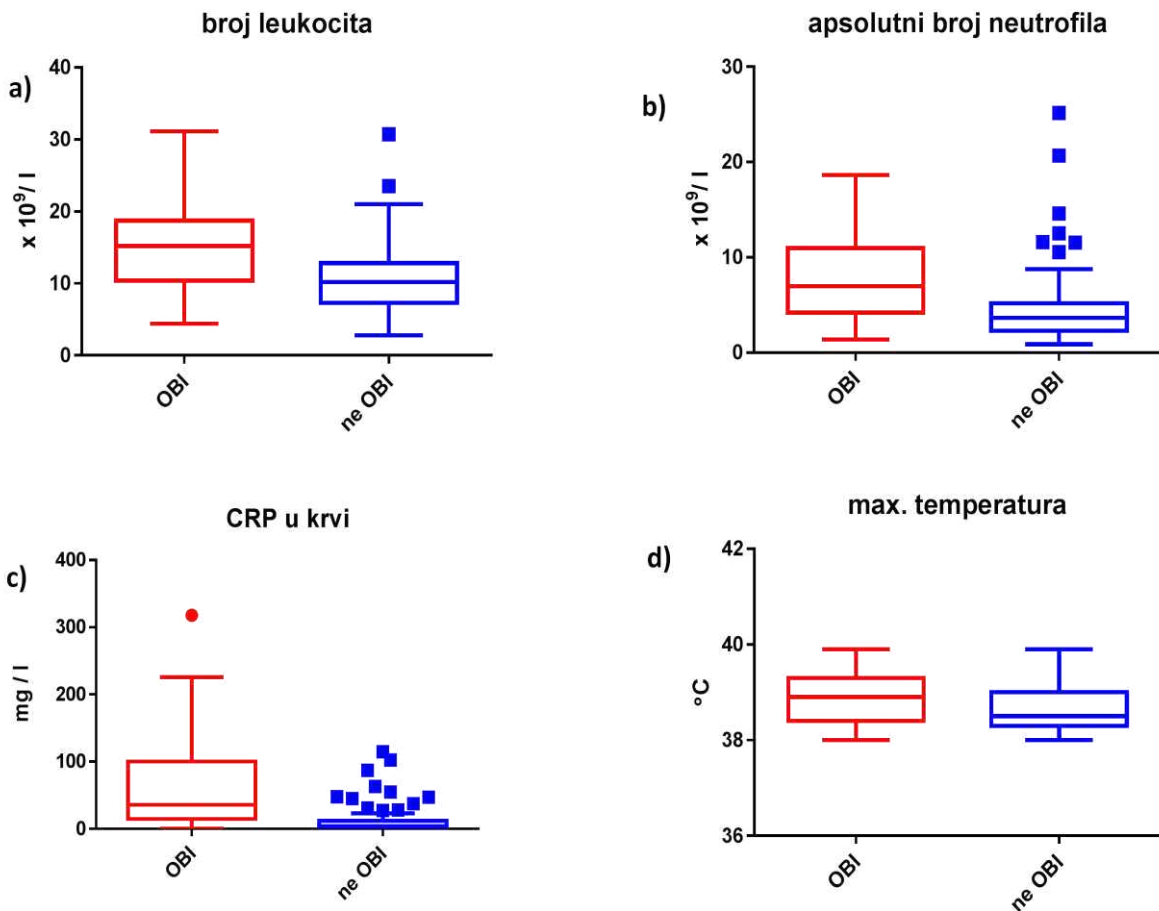 broj leukocita
a)
40
30
20
10
0
x 10⁹/ l
OBI
ne OBI
apsolutni broj neutrofila
b)
30
20
10
0
x 10⁹/ l
OBI
ne OBI
CRP u krvi
c)
400
300
200
100
0
mg / l
OBI
ne OBI
max. temperatura
d)
42
40
38
36
°C
OBI
ne OBI